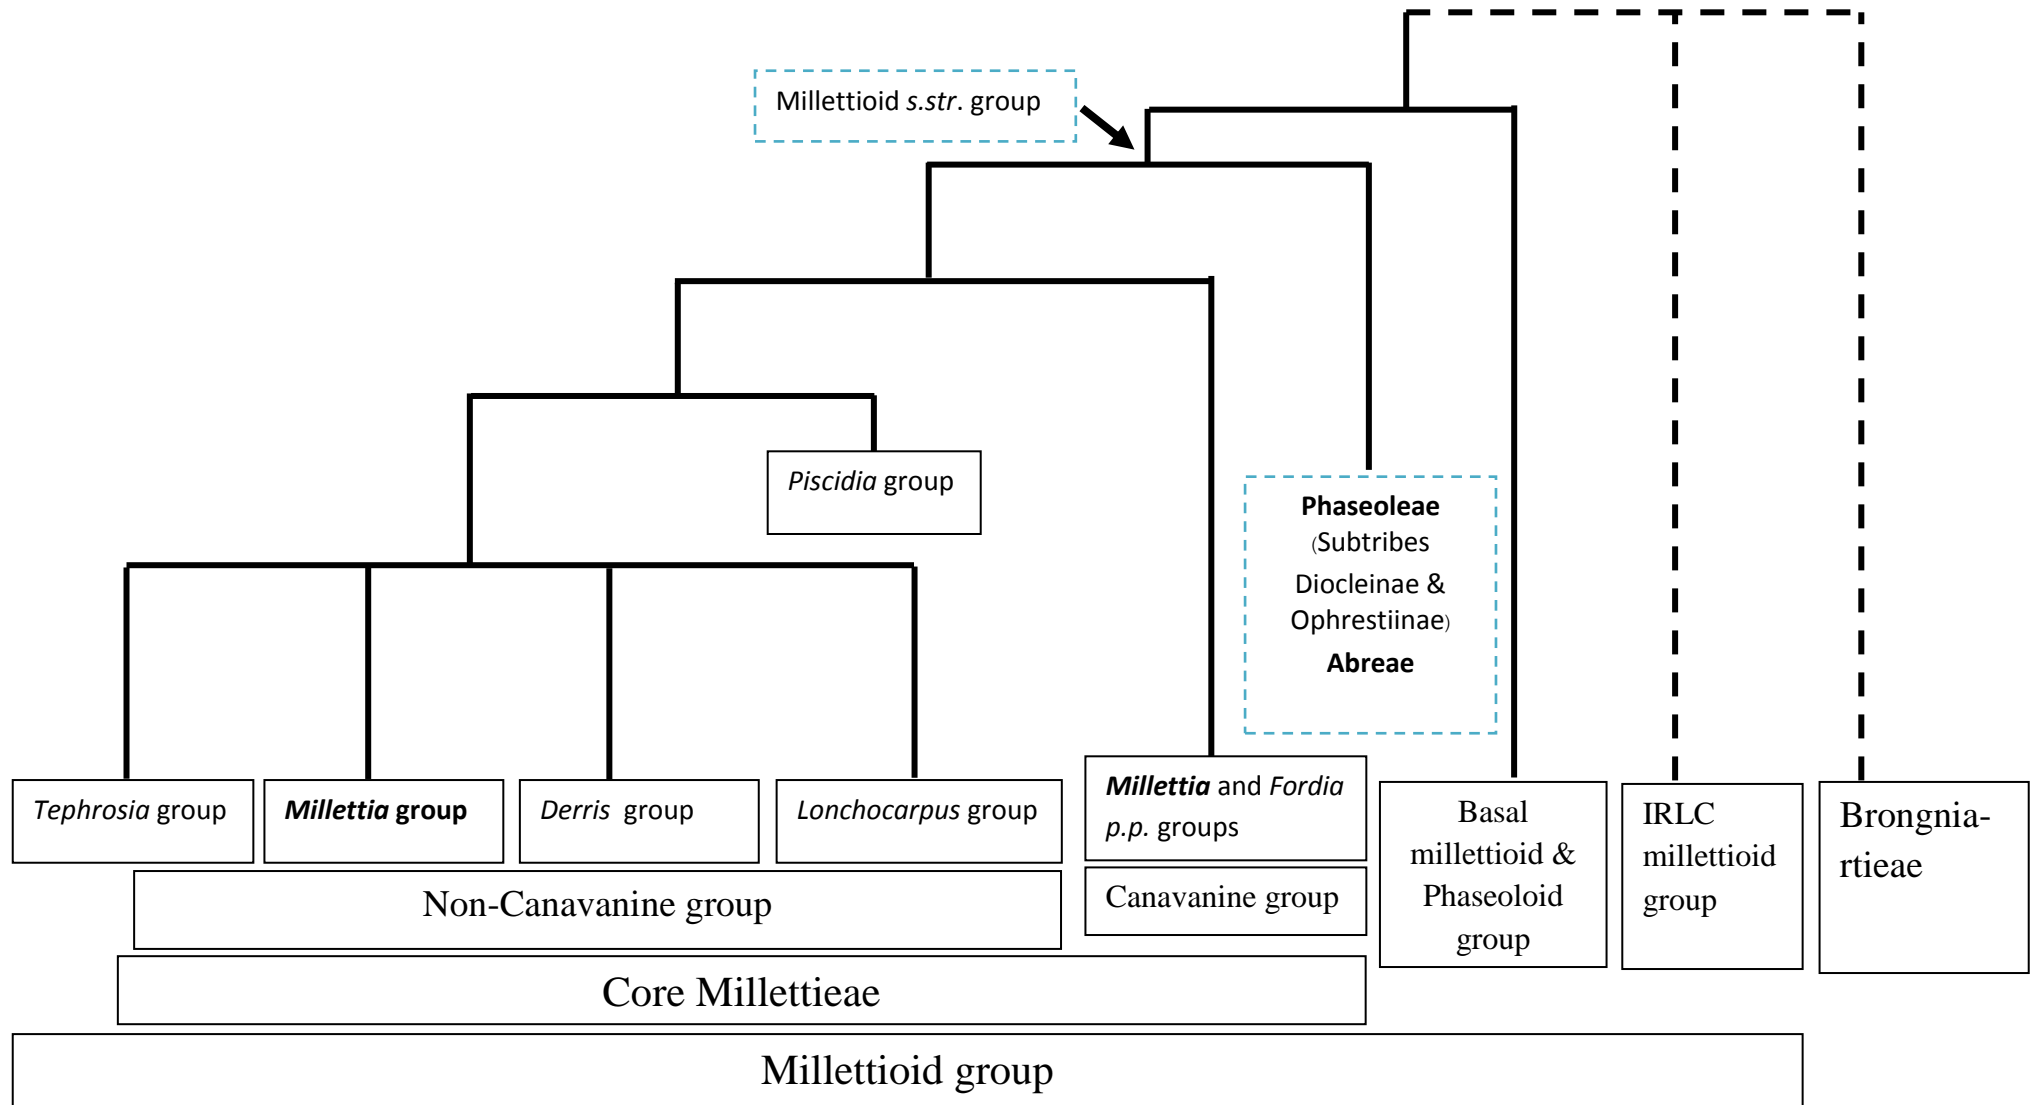 Millettioid s.str. group
Piscidia group
Phaseoleae
(Subtribes
Diocleinae &
Ophrestiinae)
Abreae
Tephrosia group
Millettia group
Derris group
Lonchocarpus group
Millettia and Fordia
p.p. groups
Basal
millettioid &
Phaseoloid
group
IRLC
millettioid
group
Brongnia-
rtieae
Non-Canavanine group
Canavanine group
Core Millettieae
Millettioid group